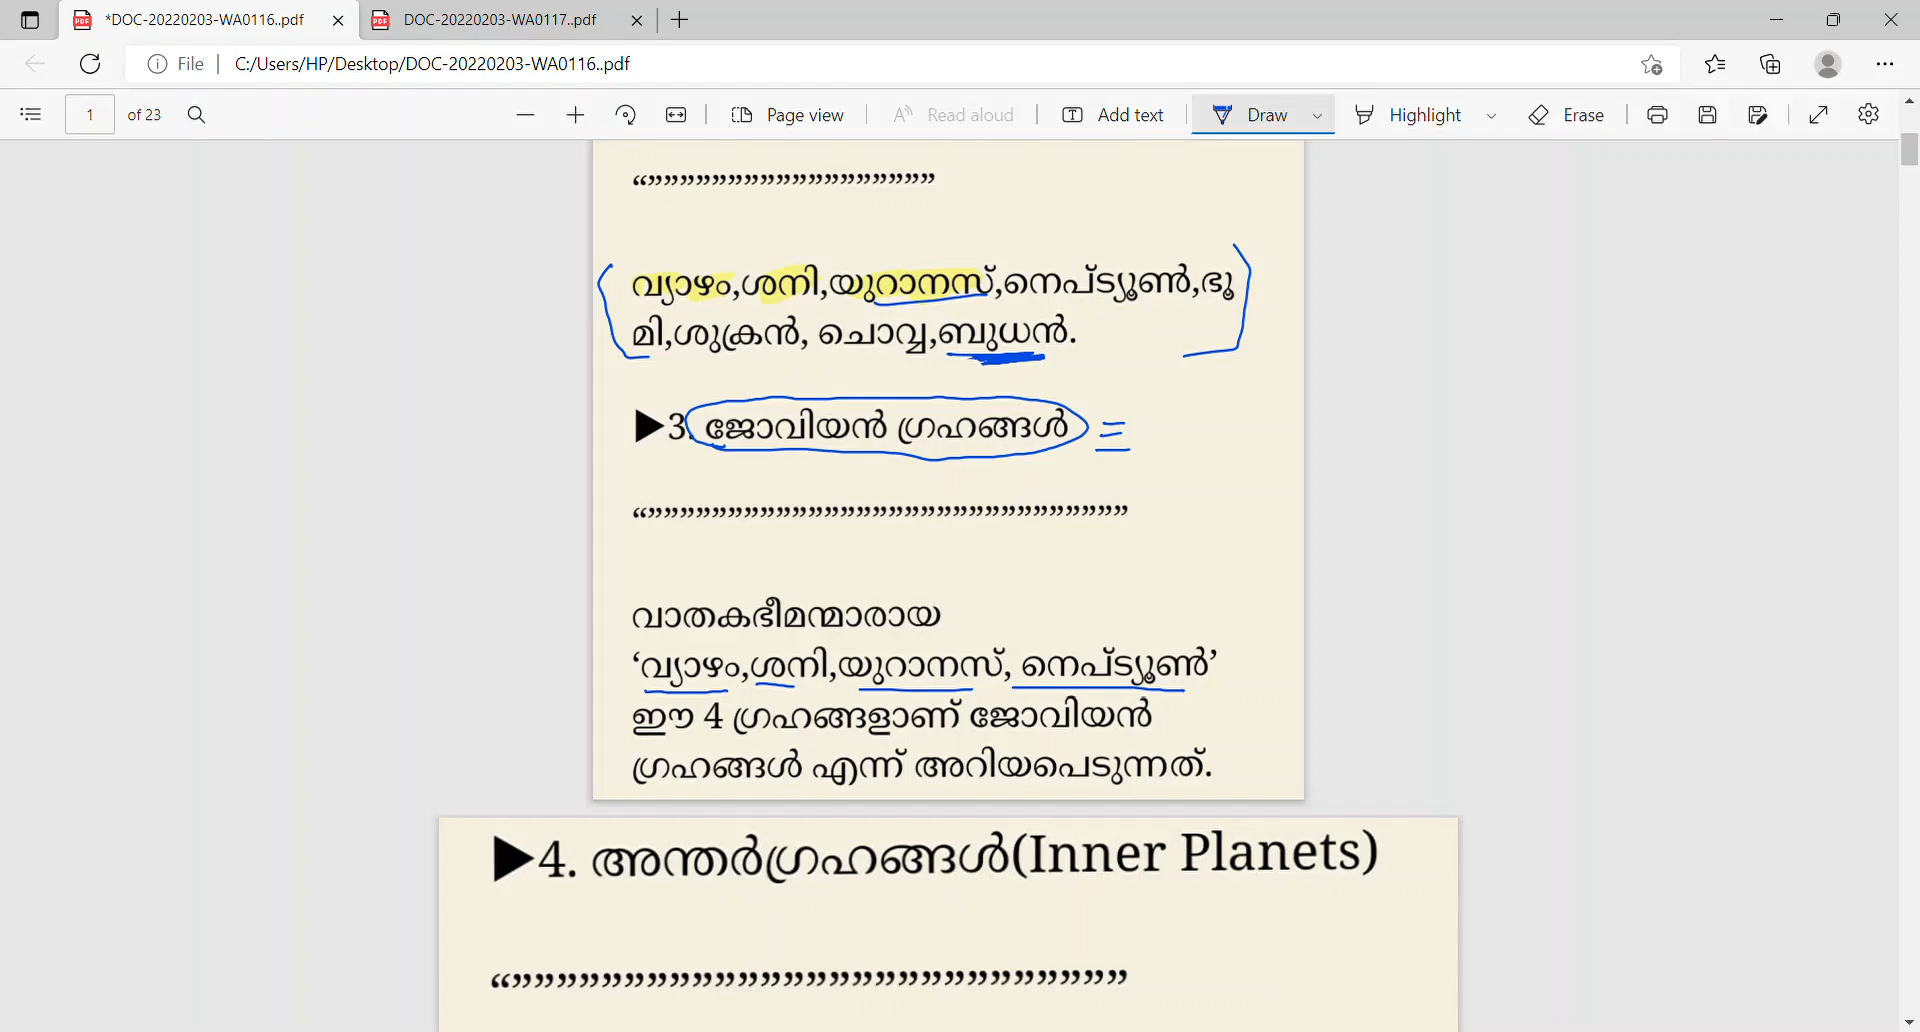 *DOC-20220203-WA0116..pdf
DOC-20220203-WA0117..pdf
File
C:/Users/HP/Desktop/DOC-20220203-WA0116..pdf
1 of 23
Page view
Read aloud
Add text
Draw
Highlight
Erase
“”””””””””””””””””
വ്യാഴം,ശനി,യുറാനസ്,നെപ്ട്യൂൺ,ഭൂ
മി,ശുക്രൻ, ചൊവ്വ,ബുധൻ.
▶3. ജോവിയൻ ഗ്രഹങ്ങൾ =
“””””””””””””””””””””””””””””””
വാതകഭീമന്മാരായ
‘വ്യാഴം,ശനി,യുറാനസ്, നെപ്ട്യൂൺ’
ഈ 4 ഗ്രഹങ്ങളാണ് ജോവിയൻ
ഗ്രഹങ്ങൾ എന്ന് അറിയപെടുന്നത്.
▶4. അന്തർഗ്രഹങ്ങൾ(Inner Planets)
“”””””””””””””””””””””””””””